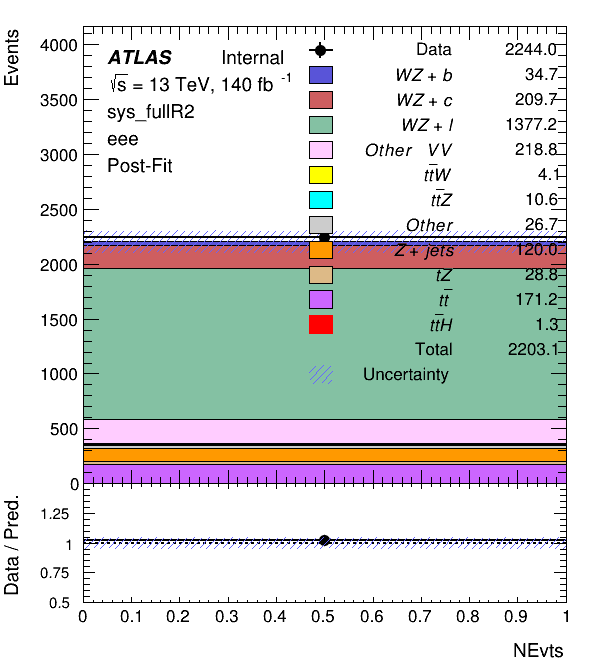 Events
4000
3500
3000
2500
2000
1500
1000
500
0
ATLAS Internal
√s = 13 TeV, 140 fb⁻¹
sys_fullR2
eee
Post-Fit
Data 2244.0
WZ + b 34.7
WZ + c 209.7
WZ + l 1377.2
Other VV 218.8
tt̄W 4.1
tt̄Z 10.6
Other 26.7
Z + jets 120.0
tZ 28.8
tt̄ 171.2
tt̄H 1.3
Total 2203.1
Uncertainty
Data / Pred.
1.25
1
0.75
0.5
0 0.1 0.2 0.3 0.4 0.5 0.6 0.7 0.8 0.9 1
NEvts